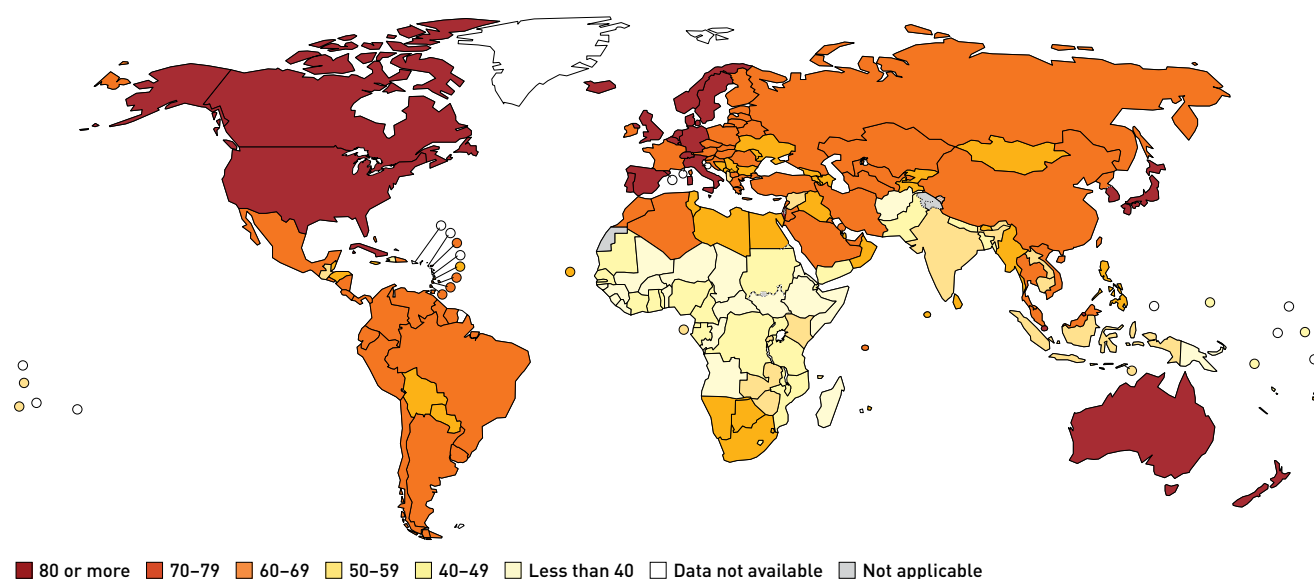 80 or more 70–79 60–69 50–59 40–49 Less than 40 Data not available Not applicable